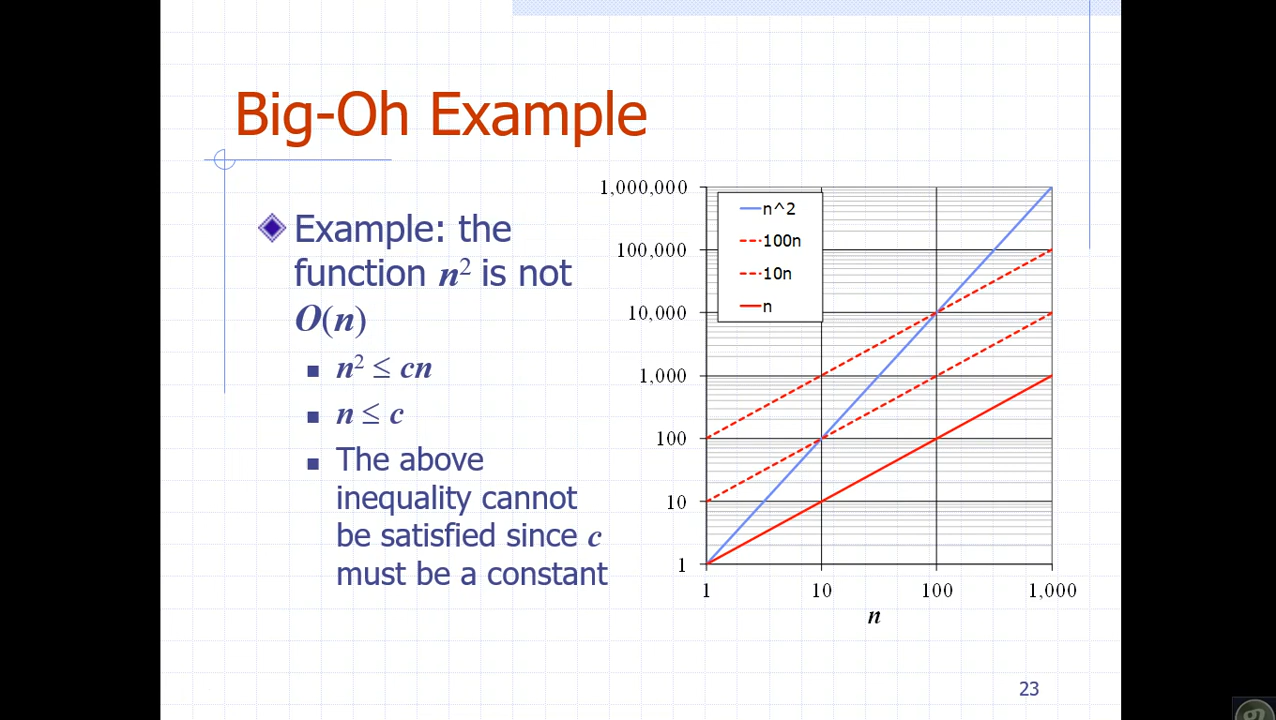 Big-Oh Example
Example: the
function n² is not
O(n)
n² ≤ cn
n ≤ c
The above
inequality cannot
be satisfied since c
must be a constant
1,000,000
100,000
10,000
1,000
100
10
1
n^2
100n
10n
n
1 10 100 1,000
n
23